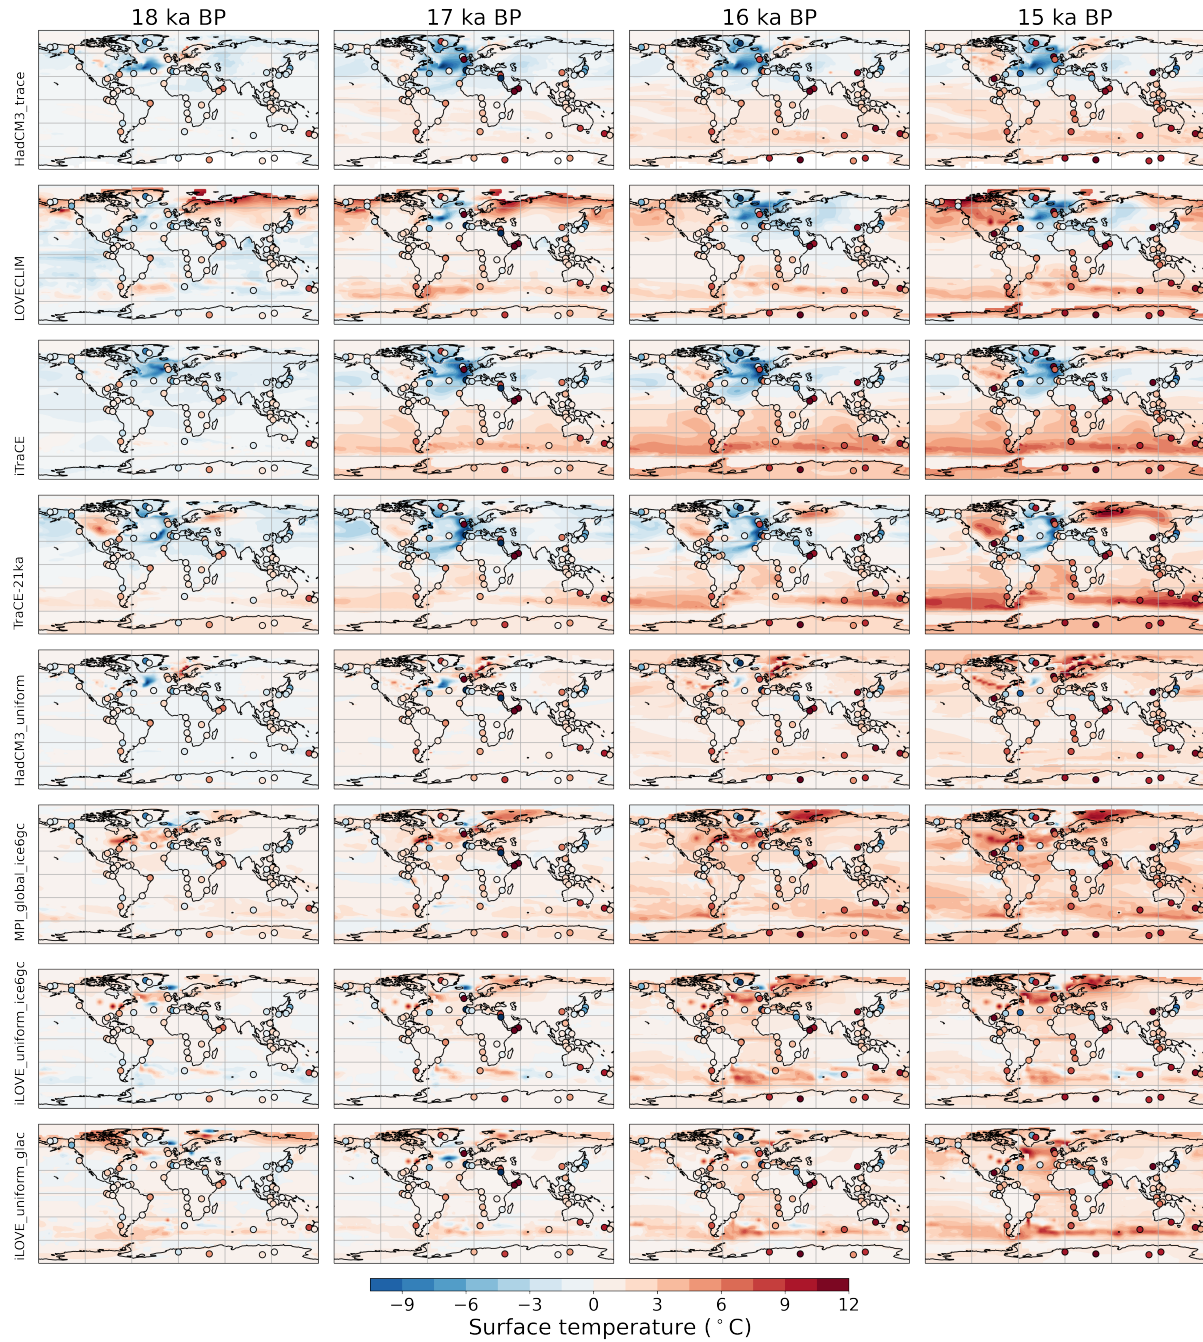 18 ka BP 17 ka BP 16 ka BP 15 ka BP
HadCM3_trace
LOVECLIM
iTraCE
TraCE-21ka
HadCM3_uniform
MPI_global_ice6gc
iLOVE_uniform_ice6gc
iLOVE_uniform_glac
−9 −6 −3 0 3 6 9 12
Surface temperature (°C)